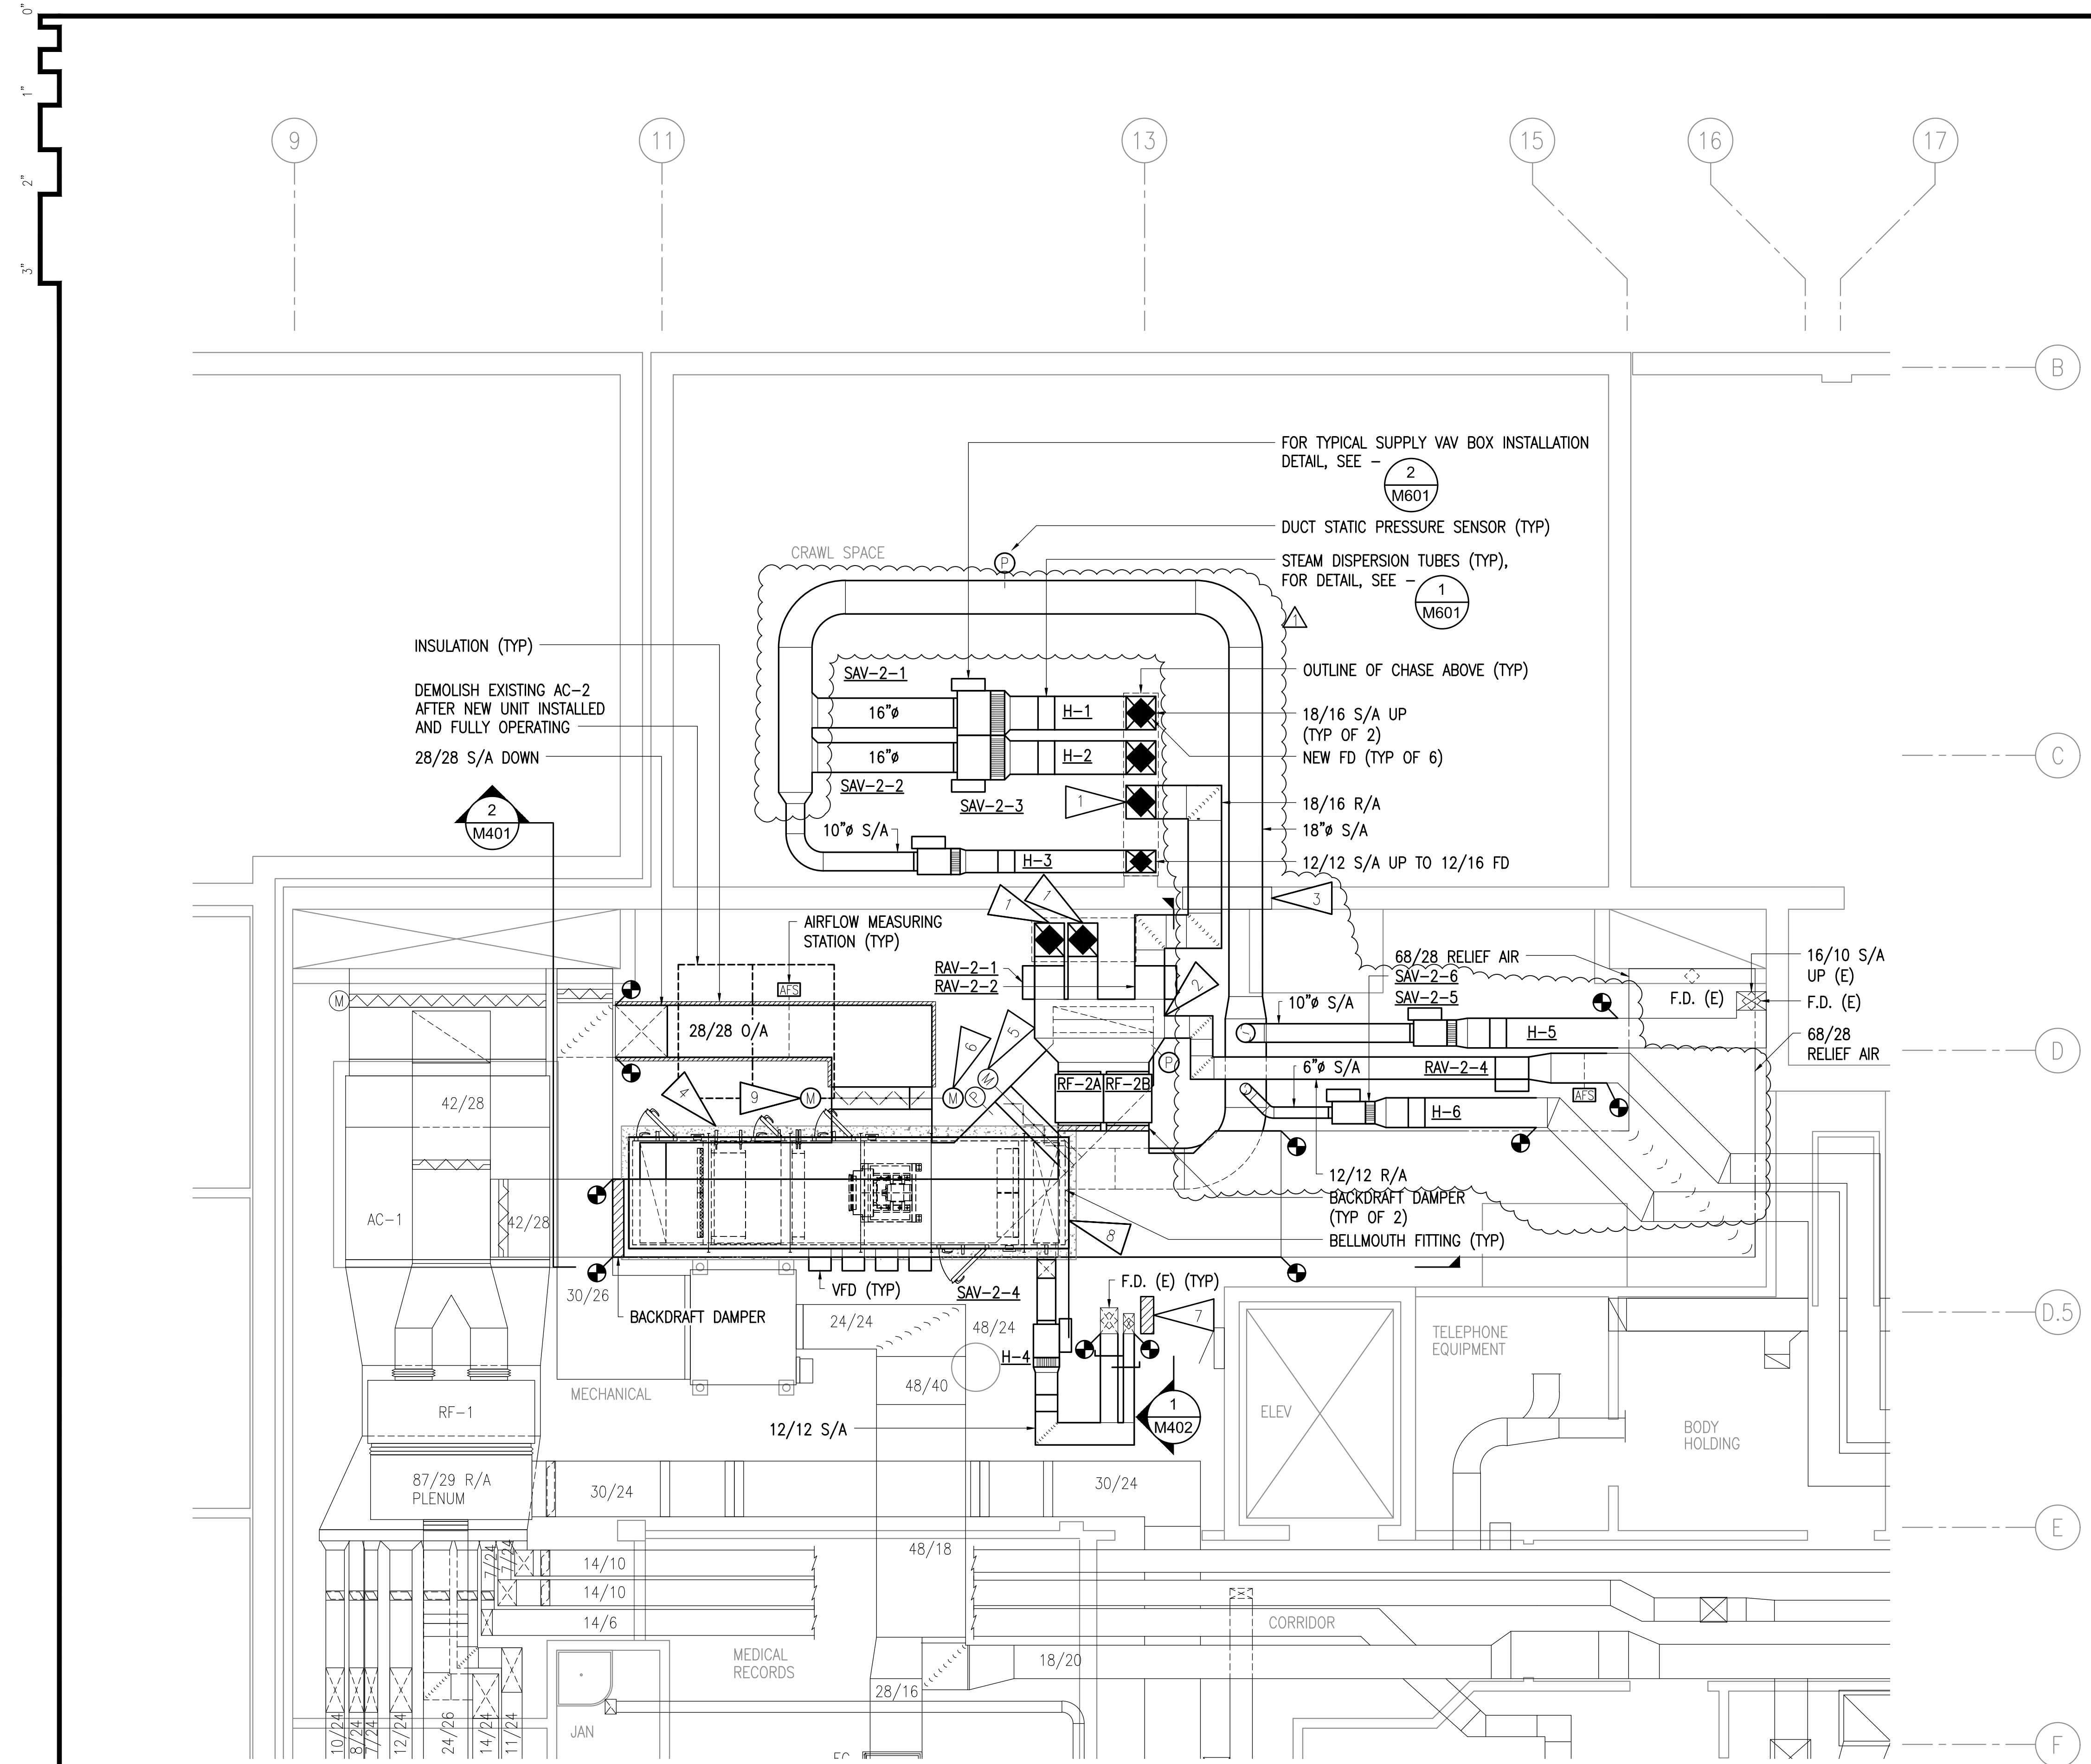 0"
1"
2"
3"
9
11
13
15
16
17
B
C
D
D.5
E
F
FOR TYPICAL SUPPLY VAV BOX INSTALLATION
DETAIL, SEE –
2
M601
DUCT STATIC PRESSURE SENSOR (TYP)
CRAWL SPACE
P
STEAM DISPERSION TUBES (TYP),
FOR DETAIL, SEE –
1
M601
1
INSULATION (TYP)
DEMOLISH EXISTING AC–2
AFTER NEW UNIT INSTALLED
AND FULLY OPERATING
28/28 S/A DOWN
2
M401
SAV–2–1
16"ø
H–1
16"ø
H–2
SAV–2–2
SAV–2–3
10"ø S/A
H–3
1
OUTLINE OF CHASE ABOVE (TYP)
18/16 S/A UP
(TYP OF 2)
NEW FD (TYP OF 6)
18/16 R/A
18"ø S/A
12/12 S/A UP TO 12/16 FD
3
1
1
AIRFLOW MEASURING
STATION (TYP)
RAV–2–1
RAV–2–2
2
68/28 RELIEF AIR
SAV–2–6
SAV–2–5
16/10 S/A
UP (E)
F.D. (E)
F.D. (E)
68/28
RELIEF AIR
M
AFS
28/28 O/A
10"ø S/A
H–5
6
5
P
RF–2A
RF–2B
6"ø S/A
RAV–2–4
AFS
M
M
P
M
4
9
H–6
42/28
12/12 R/A
BACKDRAFT DAMPER
(TYP OF 2)
BELLMOUTH FITTING (TYP)
AC–1
42/28
8
30/26
VFD (TYP)
SAV–2–4
F.D. (E) (TYP)
BACKDRAFT DAMPER
24/24
48/24
7
TELEPHONE
EQUIPMENT
H–4
48/40
MECHANICAL
RF–1
12/12 S/A
1
M402
ELEV
BODY
HOLDING
87/29 R/A
PLENUM
30/24
30/24
7/24
7/24
48/18
14/10
14/10
14/6
CORRIDOR
MEDICAL
RECORDS
18/20
28/16
JAN
10/24
8/24
7/24
12/24
24/26
14/24
11/24